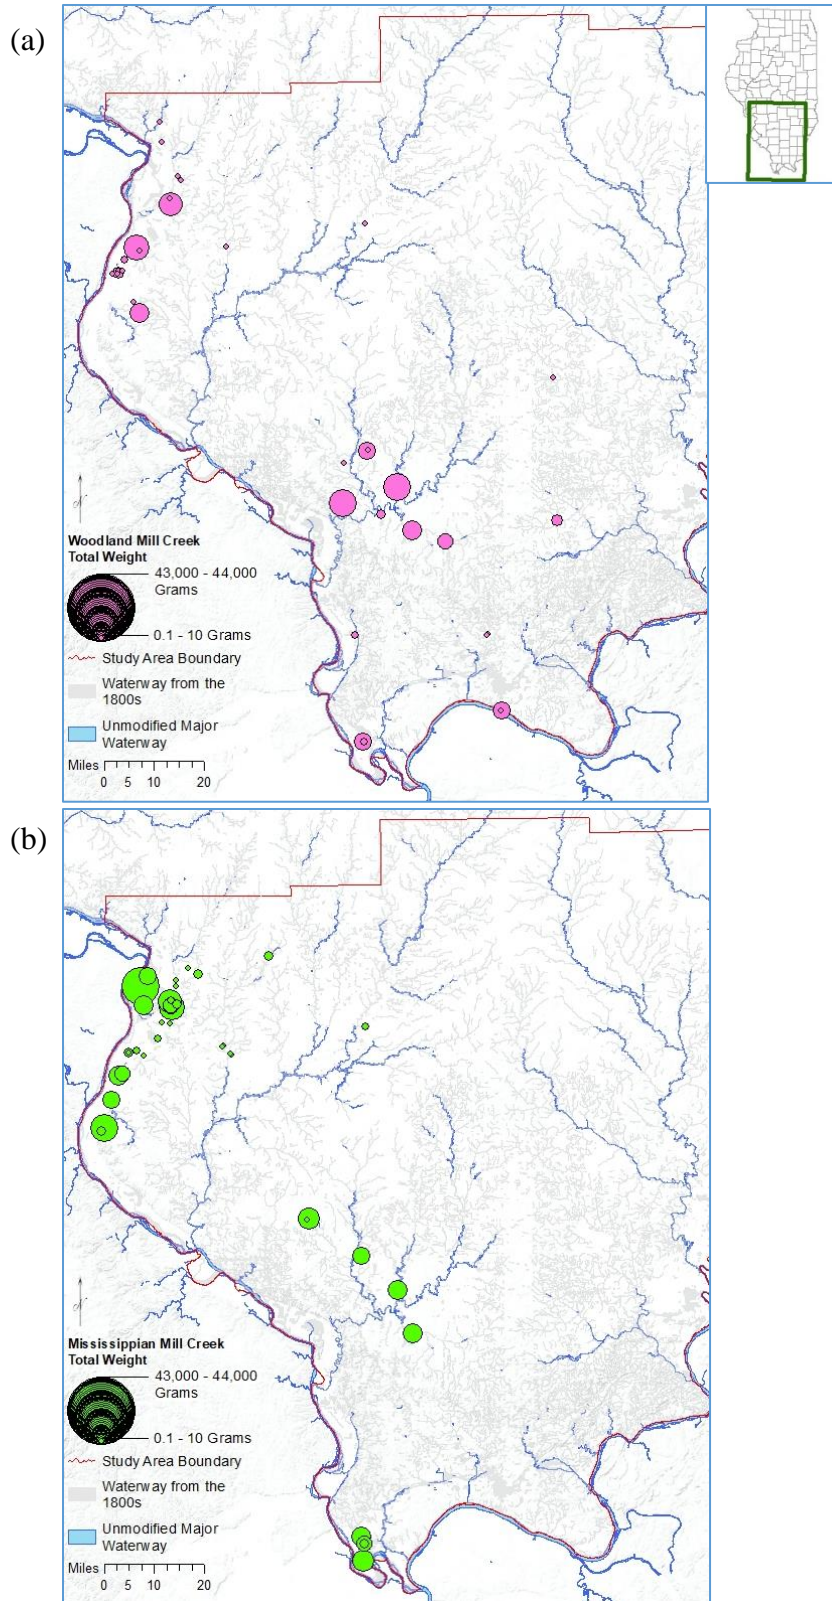 (a)
N
Woodland Mill Creek
Total Weight
43,000 - 44,000
Grams
0.1 - 10 Grams
Study Area Boundary
Waterway from the
1800s
Unmodified Major
Waterway
Miles
0 5 10 20
(b)
N
Mississippian Mill Creek
Total Weight
43,000 - 44,000
Grams
0.1 - 10 Grams
Study Area Boundary
Waterway from the
1800s
Unmodified Major
Waterway
Miles
0 5 10 20